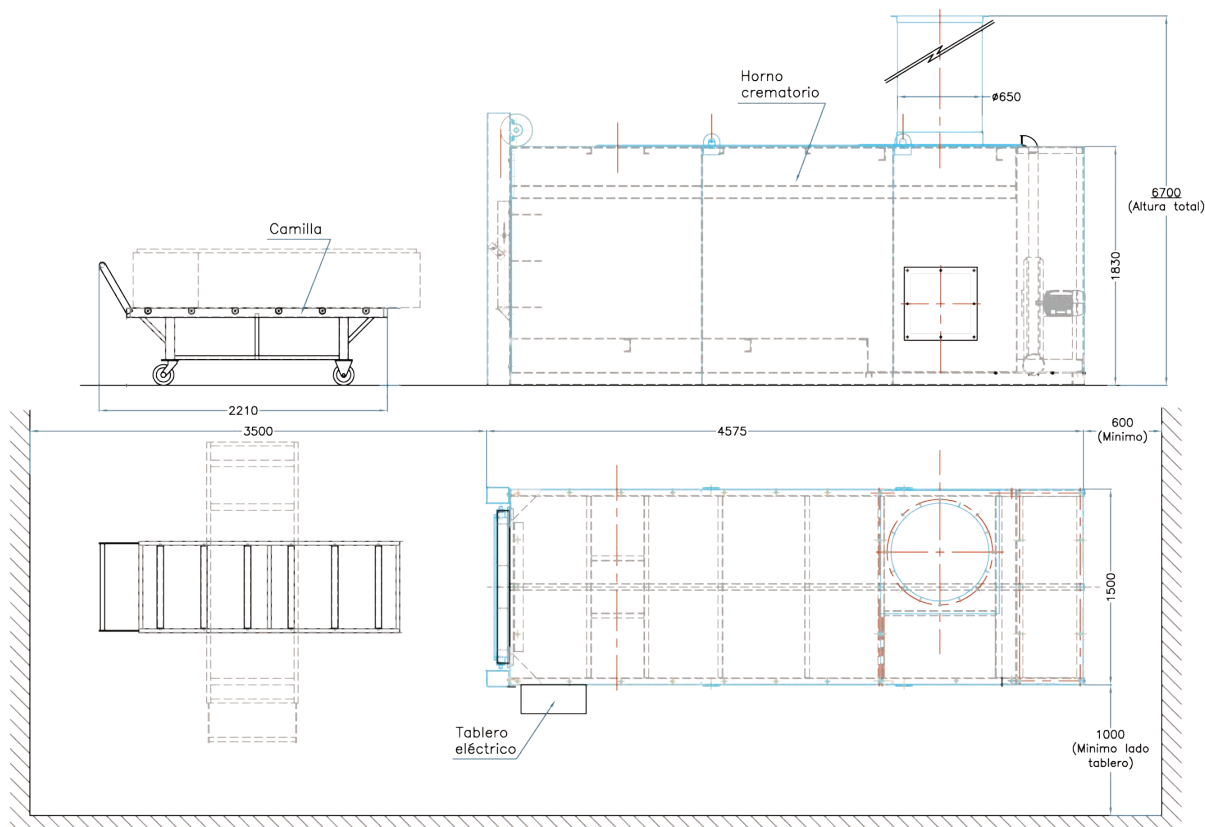 Horno
crematorio
ø650
6700
(Altura total)
Camilla
1830
2210
3500
4575
600
(Minimo)
1500
Tablero
eléctrico
1000
(Minimo lado
tablero)